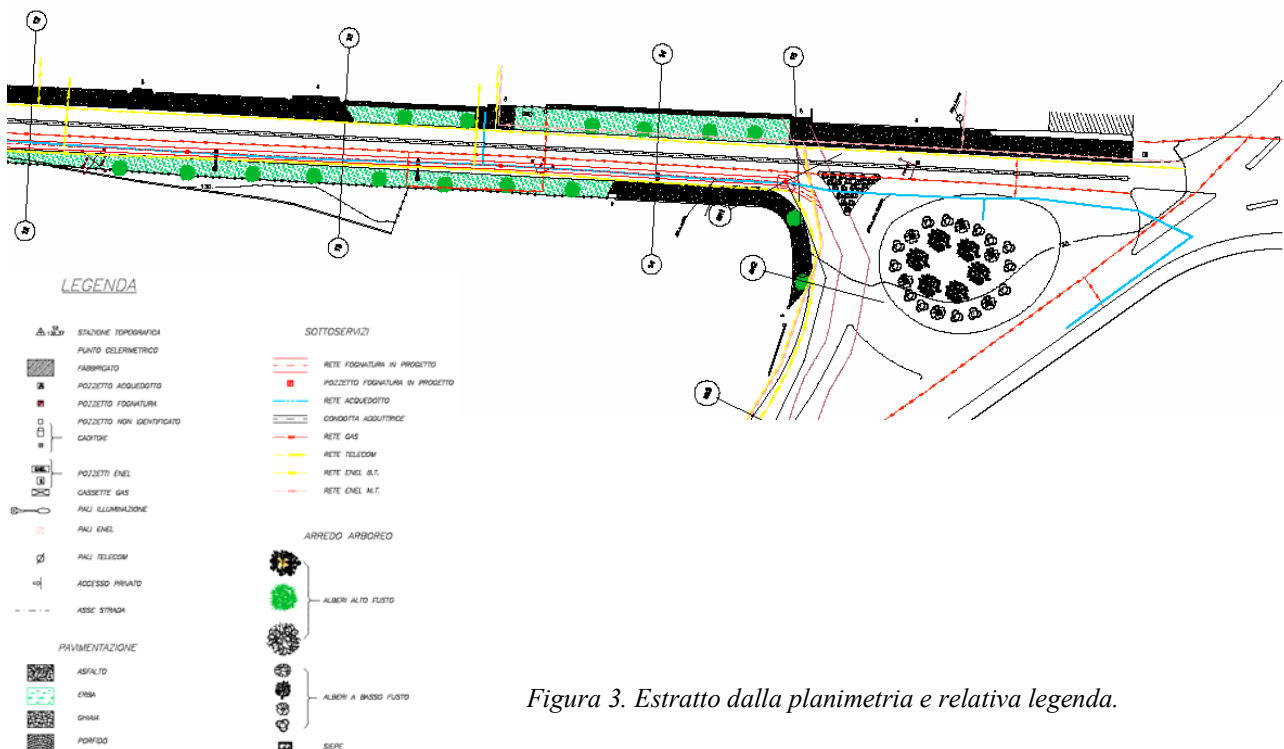 LEGENDA
STAZIONE TOPOGRAFICA
PUNTO CELERIMETRICO
FABBRICATO
POZZETTO ACQUEDOTTO
POZZETTO FOGNATURA
POZZETTO NON IDENTIFICATO
CADITOIE
ENEL
POZZETTI ENEL
CASSETTE GAS
PALI ILLUMINAZIONE
PALI ENEL
PALI TELECOM
ACCESSO PRIVATO
ASSE STRADA
PAVIMENTAZIONE
ASFALTO
ERBA
GHIAIA
PORFIDO
SOTTOSERVIZI
RETE FOGNATURA IN PROGETTO
POZZETTO FOGNATURA IN PROGETTO
RETE ACQUEDOTTO
CONDOTTA ADDUTTRICE
RETE GAS
RETE TELECOM
RETE ENEL B.T.
RETE ENEL M.T.
ARREDO ARBOREO
ALBERI ALTO FUSTO
ALBERI A BASSO FUSTO
SIEPE
Figura 3. Estratto dalla planimetria e relativa legenda.